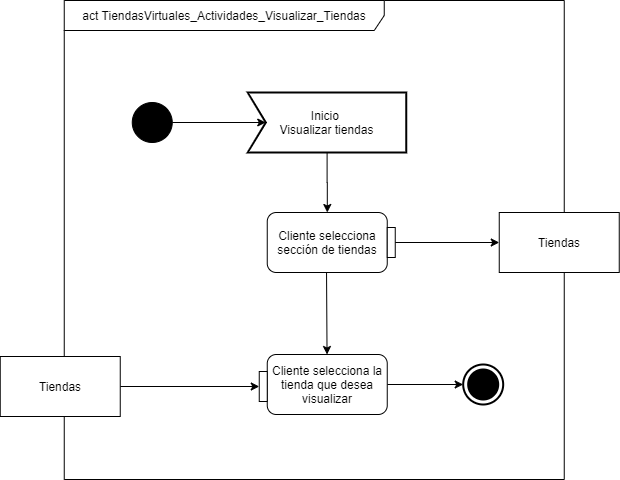 act TiendasVirtuales_Actividades_Visualizar_Tiendas
Inicio
Visualizar tiendas
Cliente selecciona
sección de tiendas
Tiendas
Tiendas
Cliente selecciona la
tienda que desea
visualizar